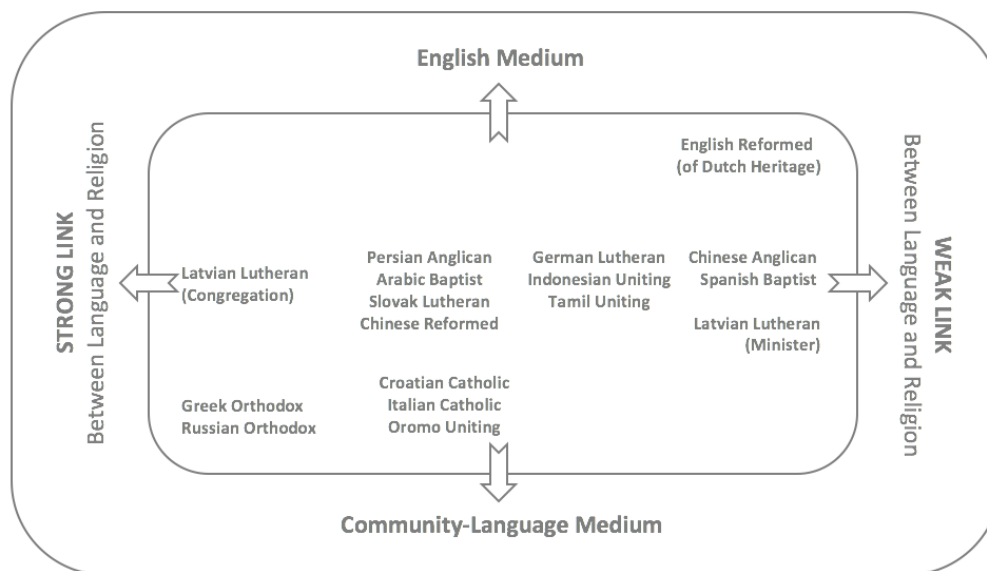 English Medium
English Reformed
(of Dutch Heritage)
STRONG LINK
Between Language and Religion
Latvian Lutheran
(Congregation)
Persian Anglican
Arabic Baptist
Slovak Lutheran
Chinese Reformed
German Lutheran
Indonesian Uniting
Tamil Uniting
Chinese Anglican
Spanish Baptist
Latvian Lutheran
(Minister)
Between Language and Religion
WEAK LINK
Greek Orthodox
Russian Orthodox
Croatian Catholic
Italian Catholic
Oromo Uniting
Community-Language Medium